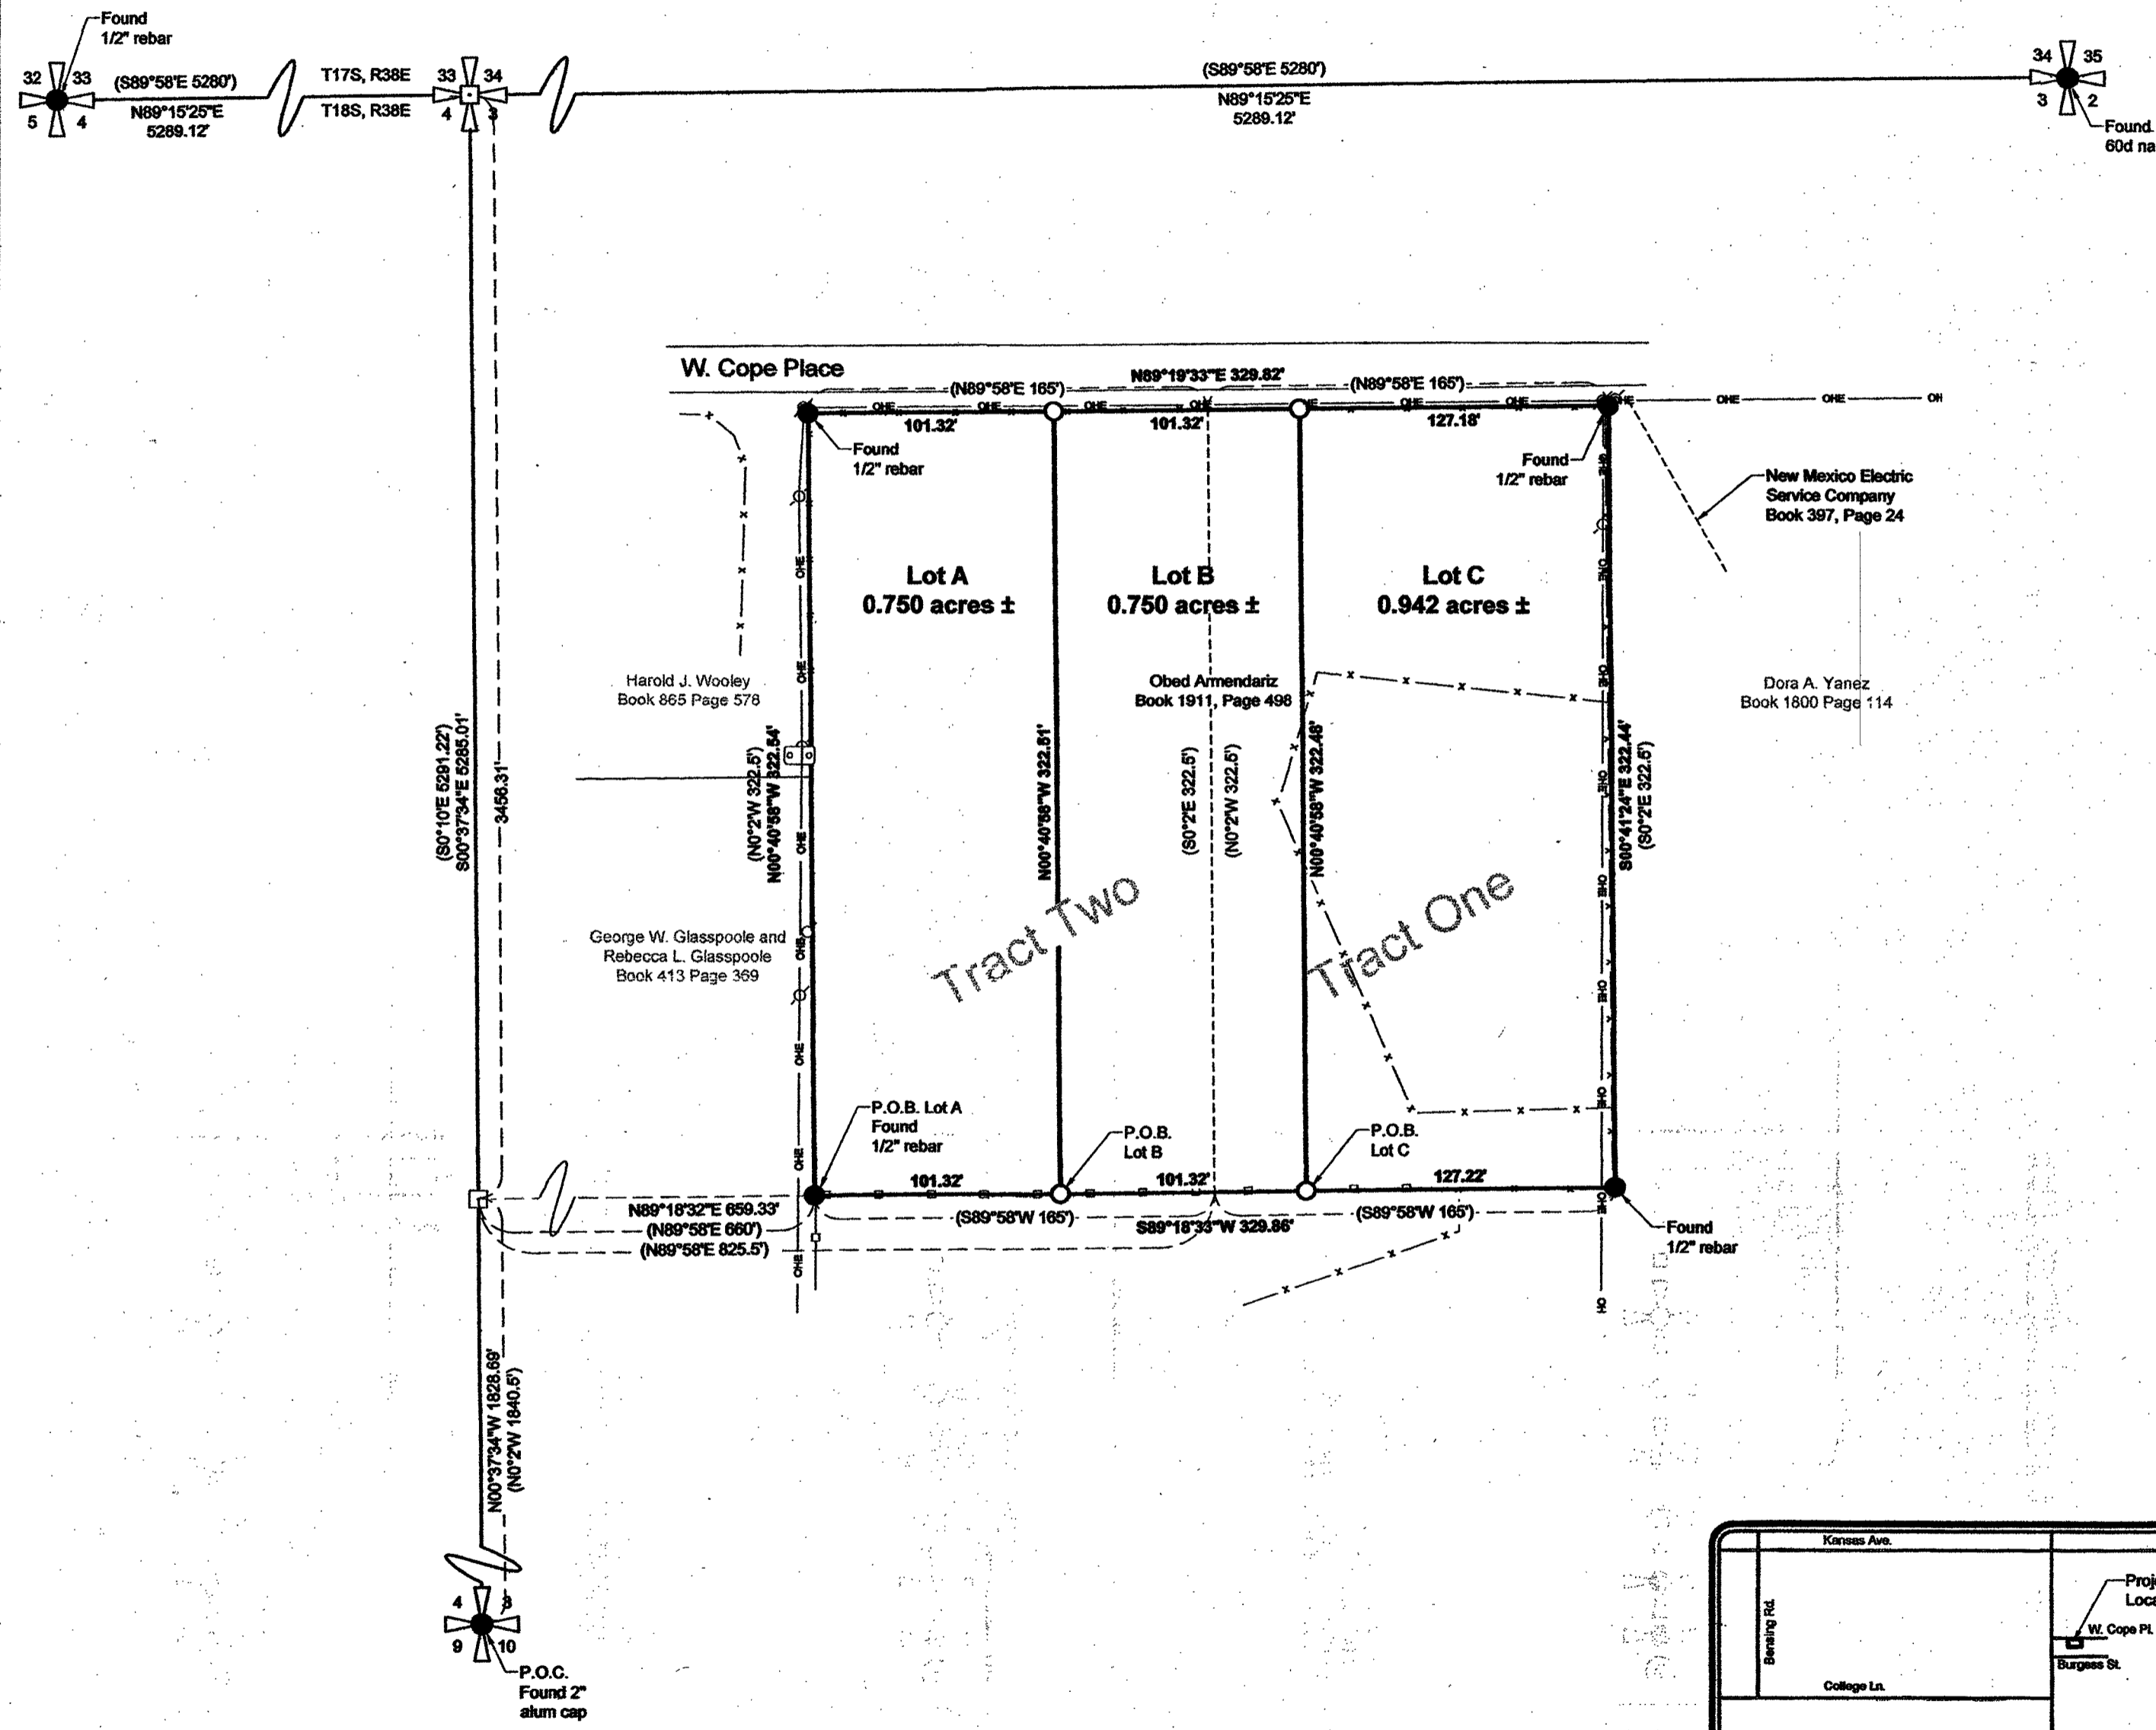 Found
1/2" rebar
32 33
5 4
(S89°58'E 5280')
N89°15'25"E
5289.12'
T17S, R38E
T18S, R38E
33 34
4 3
(S89°58'E 5280')
N89°15'25"E
5289.12'
34 35
3 2
Found
60d
W. Cope Place
(N89°58'E 165')
N89°19'33"E 329.82'
(N89°58'E 165')
OHE OHE OHE OHE OHE OHE OHE OHE OHE
101.32'
101.32'
127.18'
Found
1/2" rebar
Found
1/2" rebar
New Mexico Electric
Service Company
Book 397, Page 24
Lot A
0.750 acres ±
Lot B
0.750 acres ±
Lot C
0.942 acres ±
Harold J. Wooley
Book 865 Page 578
Obed Armendariz
Book 1911, Page 498
Dora A. Yanez
Book 1800 Page 114
(S0°10'E 5291.22')
S00°37'34"E 5285.01'
3456.31'
(N0°2'W 322.5')
N00°40'58"W 322.54'
N00°40'58"W 322.51'
(S0°2'E 322.5')
(N0°2'W 322.5')
N00°40'58"W 322.48'
S00°41'24"E 322.44'
(S0°2'E 322.5')
Tract Two
Tract One
George W. Glasspoole and
Rebecca L. Glasspoole
Book 413 Page 369
P.O.B. Lot A
Found
1/2" rebar
P.O.B.
Lot B
P.O.B.
Lot C
101.32'
101.32'
127.22'
N89°18'32"E 659.33'
(N89°58'E 660')
(N89°58'E 825.5')
(S89°58'W 165')
S89°18'33"W 329.86'
(S89°58'W 165')
Found
1/2" rebar
N00°37'34"W 1828.69'
(N0°2'W 1840.5')
4 3
9 10
P.O.C.
Found 2"
alum cap
Kansas Ave.
Bensing Rd.
W. Cope Pl.
Burgess St.
College Ln.